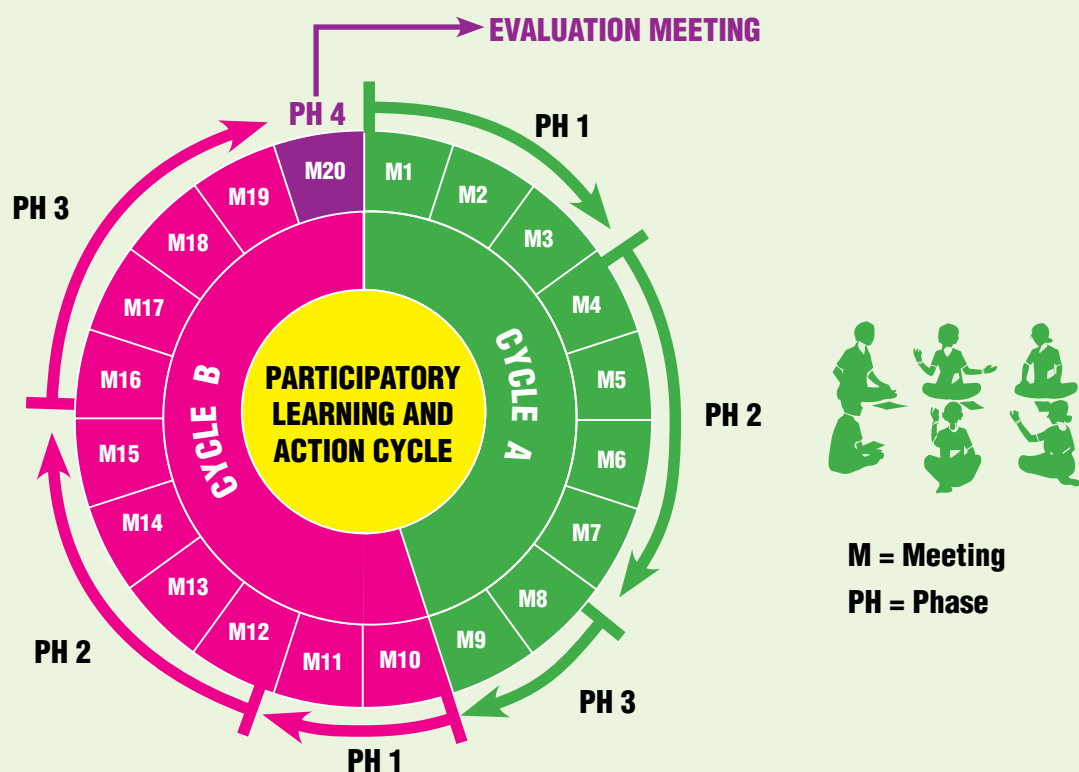 EVALUATION MEETING
PH 4
PH 1
PH 2
PH 3
PH 1
PH 2
PH 3
M1
M2
M3
M4
M5
M6
M7
M8
M9
M10
M11
M12
M13
M14
M15
M16
M17
M18
M19
M20
CYCLE A
CYCLE B
PARTICIPATORY
LEARNING AND
ACTION CYCLE
M = Meeting
PH = Phase